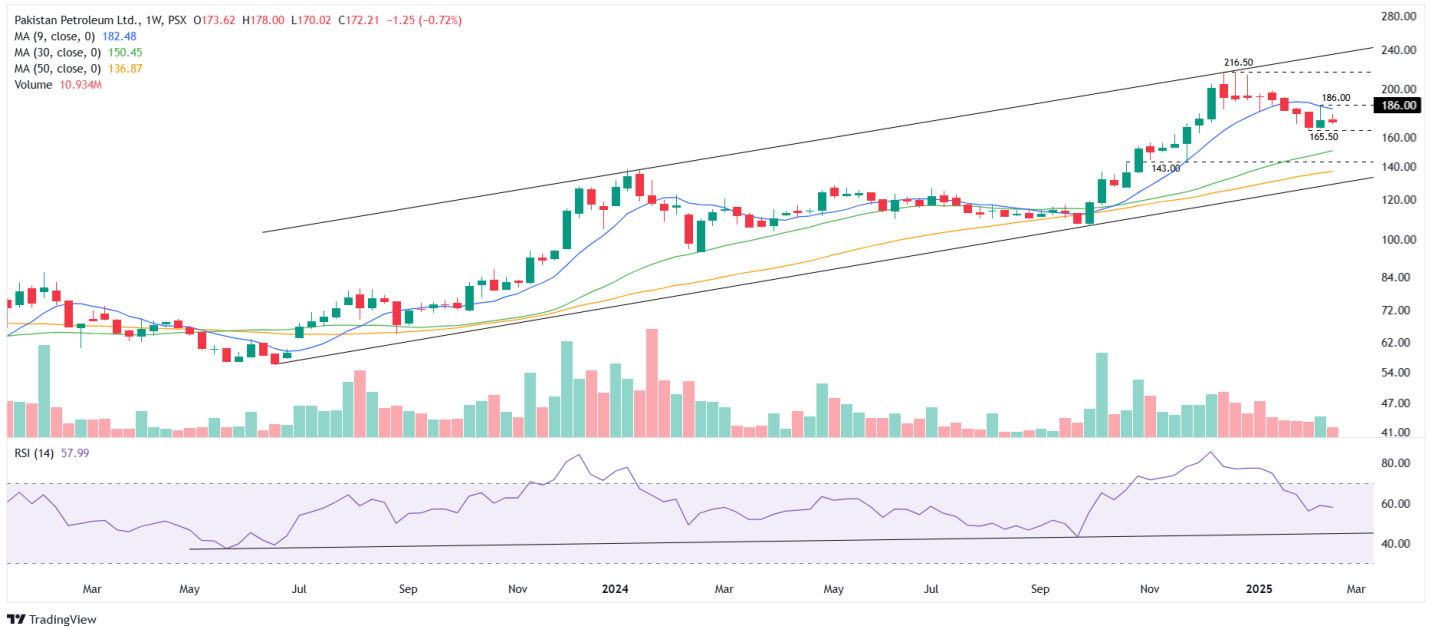 Pakistan Petroleum Ltd., 1W, PSX O173.62 H178.00 L170.02 C172.21 −1.25 (−0.72%)
MA (9, close, 0) 182.48
MA (30, close, 0) 150.45
MA (50, close, 0) 136.87
Volume 10.934M
216.50
186.00
165.50
143.00
280.00
240.00
200.00
186.00
160.00
140.00
120.00
100.00
84.00
72.00
62.00
54.00
47.00
41.00
RSI (14) 57.99
80.00
60.00
40.00
Mar May Jul Sep Nov 2024 Mar May Jul Sep Nov 2025 Mar
TradingView